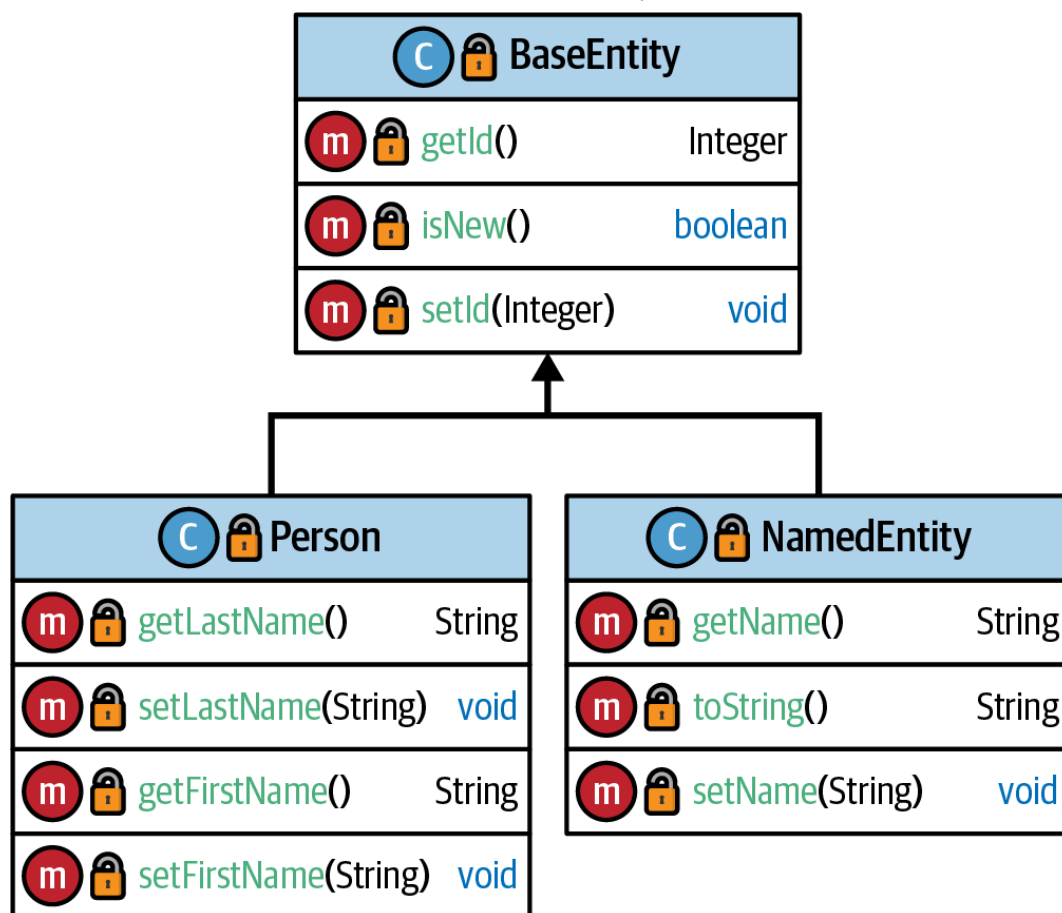 C BaseEntity
m getId() Integer
m isNew() boolean
m setId(Integer) void
C Person
m getLastName() String
m setLastName(String) void
m getFirstName() String
m setFirstName(String) void
C NamedEntity
m getName() String
m toString() String
m setName(String) void